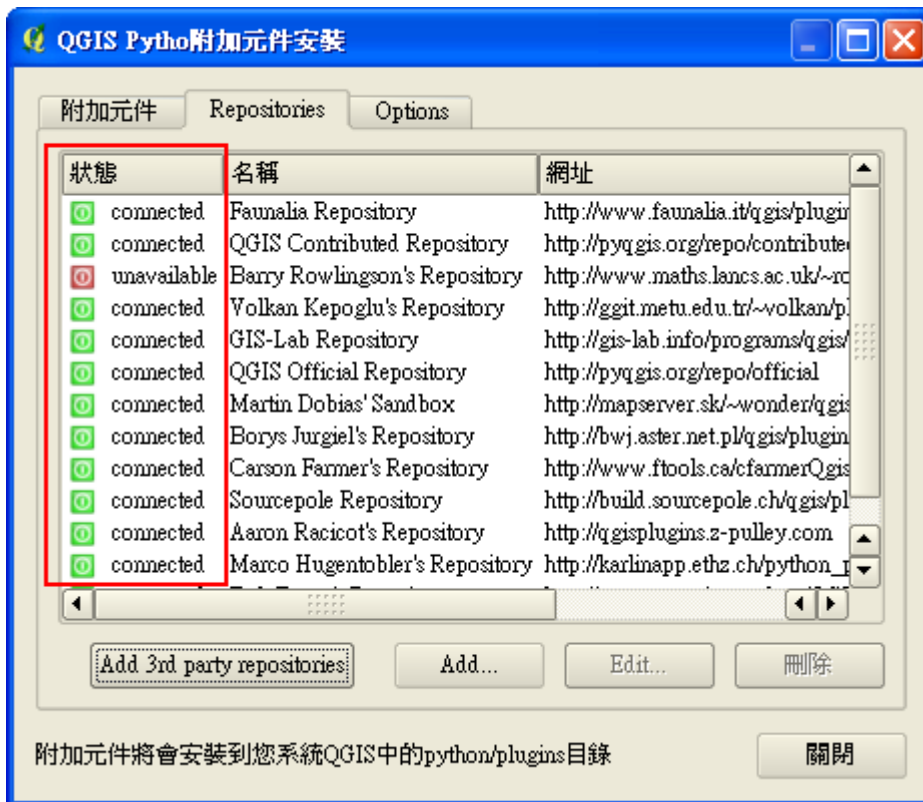 QGIS Pytho附加元件安裝
附加元件 Repositories Options
狀態 名稱 網址
connected Faunalia Repository http://www.faunalia.it/qgis/plugin
connected QGIS Contributed Repository http://pyqgis.org/repo/contribute
unavailable Barry Rowlingson's Repository http://www.maths.lancs.ac.uk/~ro
connected Volkan Kepoglu's Repository http://ggit.metu.edu.tr/~volkan/pl
connected GIS-Lab Repository http://gis-lab.info/programs/qgis/
connected QGIS Official Repository http://pyqgis.org/repo/official
connected Martin Dobias' Sandbox http://mapserver.sk/~wonder/qgis
connected Borys Jurgiel's Repository http://bwj.aster.net.pl/qgis/plugin
connected Carson Farmer's Repository http://www.ftools.ca/cfarmerQgis
connected Sourcepole Repository http://build.sourcepole.ch/qgis/pl
connected Aaron Racicot's Repository http://qgisplugins.z-pulley.com
connected Marco Hugentobler's Repository http://karlinapp.ethz.ch/python_p
Add 3rd party repositories Add... Edit... 刪除
附加元件將會安裝到您系統QGIS中的python/plugins目錄 關閉